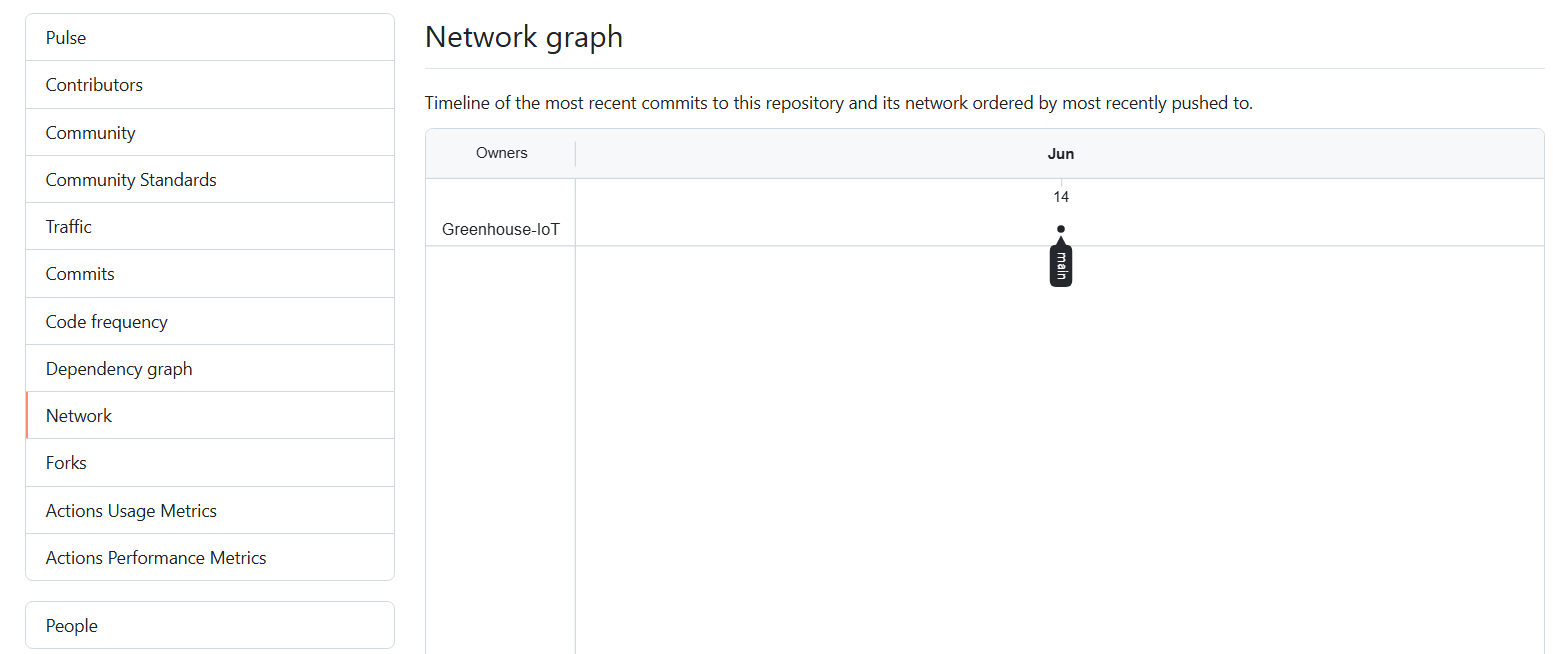 Pulse
Contributors
Community
Community Standards
Traffic
Commits
Code frequency
Dependency graph
Network
Forks
Actions Usage Metrics
Actions Performance Metrics
People
Network graph
Timeline of the most recent commits to this repository and its network ordered by most recently pushed to.
Owners
Jun
14
Greenhouse-IoT
main